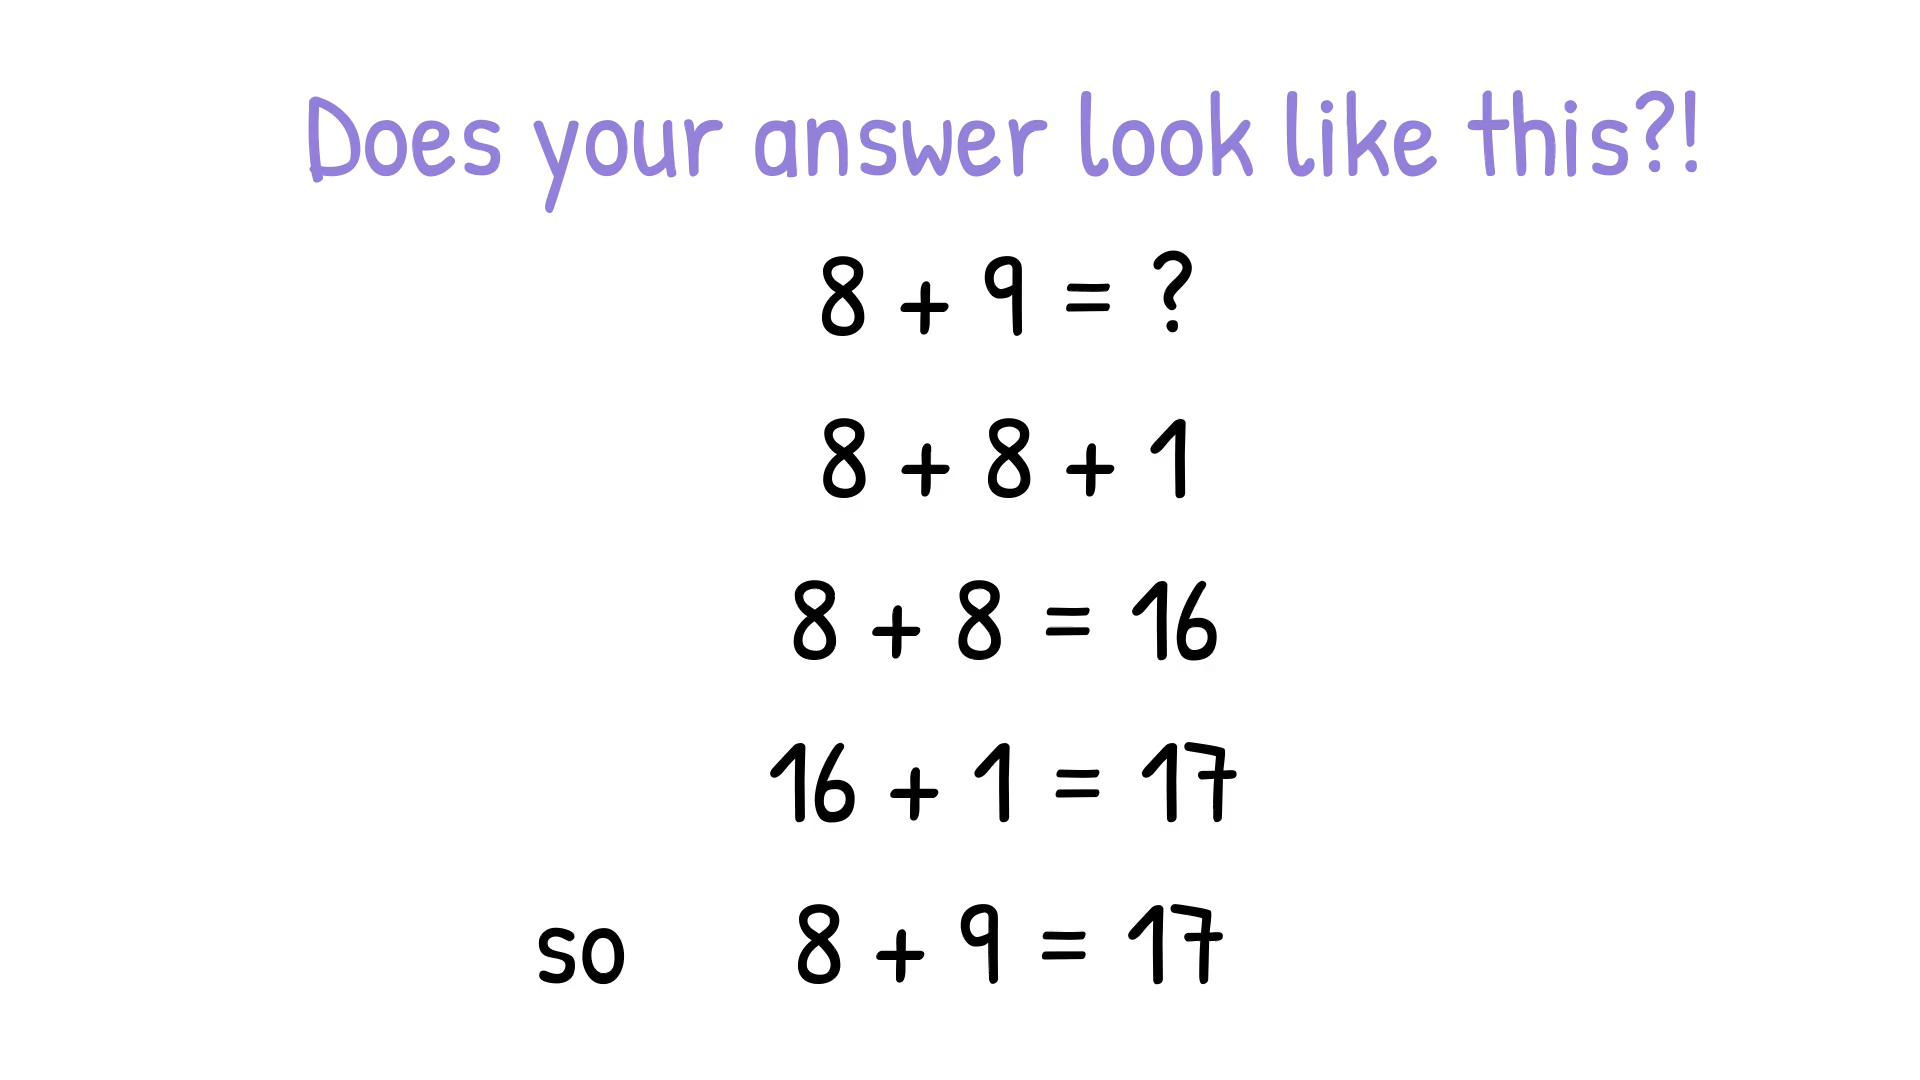 Does your answer look like this?!
8 + 9 = ?
8 + 8 + 1
8 + 8 = 16
16 + 1 = 17
so 8 + 9 = 17